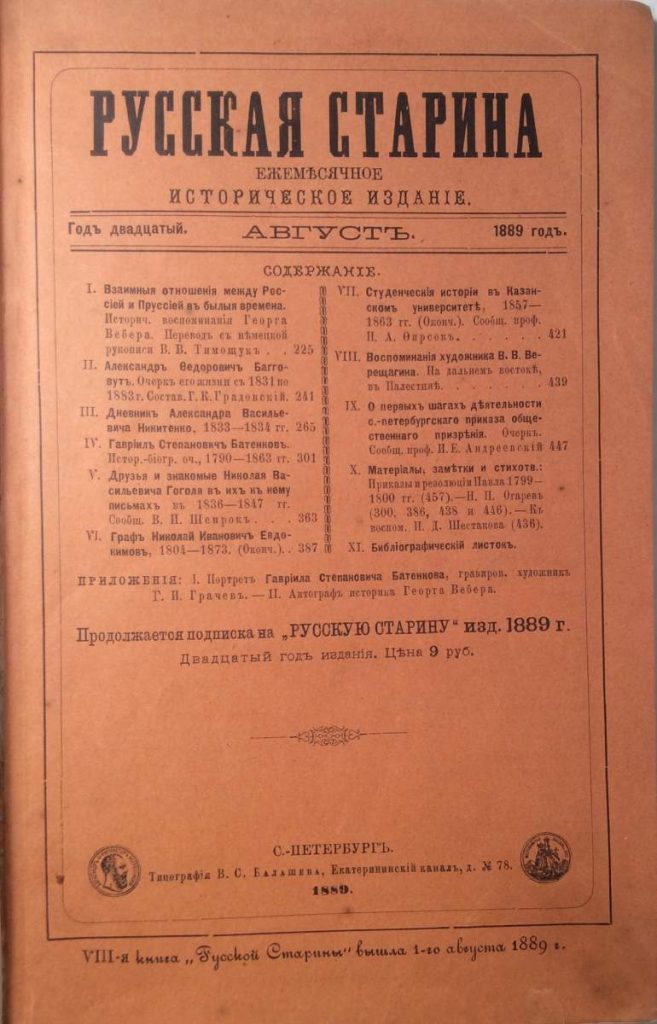 РУССКАЯ СТАРИНА
ЕЖЕМѢСЯЧНОЕ
ИСТОРИЧЕСКОЕ ИЗДАНІЕ.
Годъ двадцатый. АВГУСТЪ. 1889 годъ.
СОДЕРЖАНІЕ.
I. Взаимныя отношенія между Рос-
сіей и Пруссіей въ былыя времена.
Историч. воспоминанія Георга
Вебера. Переводъ съ нѣмецкой
рукописи В. В. Тимощукъ . . 225
II. Александръ Ѳедоровичъ Багго-
вутъ. Очеркъ его жизни съ 1831 по
1883 г. Состав. Г. К. Градовскій. 241
III. Дневникъ Александра Василье-
вича Никитенко, 1833—1834 гг. 265
IV. Гавріилъ Степановичъ Батенковъ.
Истор.-біогр. оч., 1790—1863 гг. 301
V. Друзья и знакомые Николая Ва-
сильевича Гоголя въ ихъ къ нему
письмахъ въ 1836—1847 гг.
Сообщ. В. И. Шенрокъ . . . 363
VI. Графъ Николай Ивановичъ Евдо-
кимовъ, 1804—1873. (Оконч.). . 387
VII. Студенческія исторіи въ Казан-
скомъ университетѣ, 1857—
1863 гг. (Оконч.). Сообщ. проф.
Н. А. Ѳирсовъ. . . . . . . 421
VIII. Воспоминанія художника В. В. Ве-
рещагина. На дальнемъ востокѣ,
въ Палестинѣ. . . . . . . . 439
IX. О первыхъ шагахъ дѣятельности
с.-петербургскаго приказа обще-
ственнаго призрѣнія. Очеркъ.
Сообщ. проф. И. Е. Андреевскій 447
X. Матеріалы, замѣтки и стихотв.:
Приказы и резолюціи Павла 1799—
1800 гг. (457).—Н. П. Огаревъ
(300, 386, 438 и 446).—Къ
воспом. П. Д. Шестакова (436).
XI. Библіографическій листокъ.
ПРИЛОЖЕНІЯ: I. Портретъ Гавріила Степановича Батенкова, гравиров. художникъ
Г. И. Грачевъ. — II. Автографъ историка Георга Вебера.
Продолжается подписка на „РУССКУЮ СТАРИНУ“ изд. 1889 г.
Двадцатый годъ изданія. Цѣна 9 руб.
С.-ПЕТЕРБУРГЪ.
Типографія В. С. Балашева, Екатерининскій каналъ, д. № 78.
1889.
VIII-я книга „Русской Старины“ вышла 1-го августа 1889 г.